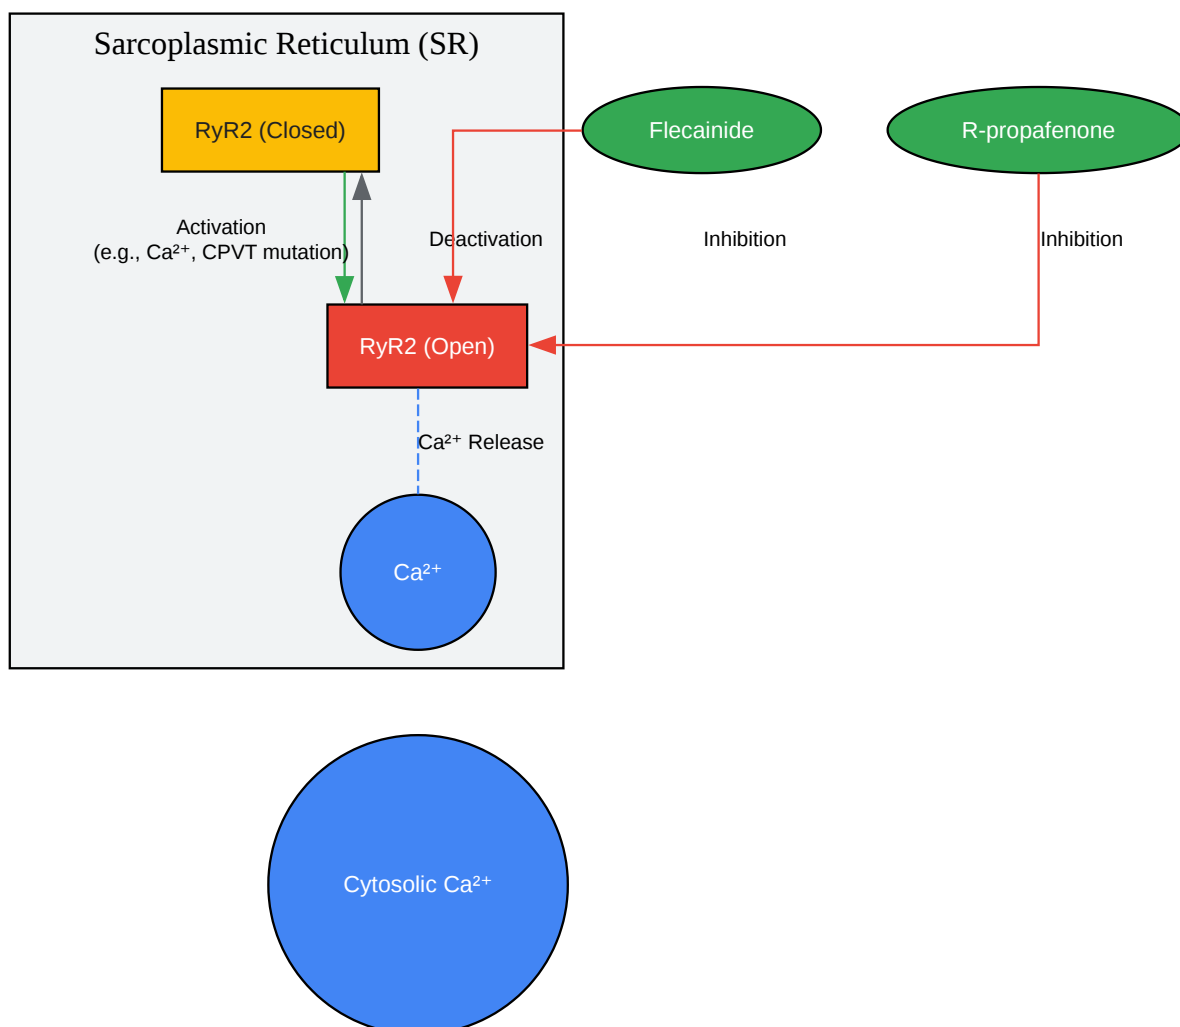 Sarcoplasmic Reticulum (SR)
RyR2 (Closed)
Flecainide
R-propafenone
Activation
(e.g., Ca²⁺, CPVT mutation)
Deactivation
Inhibition
Inhibition
RyR2 (Open)
Ca²⁺ Release
Ca²⁺
Cytosolic Ca²⁺